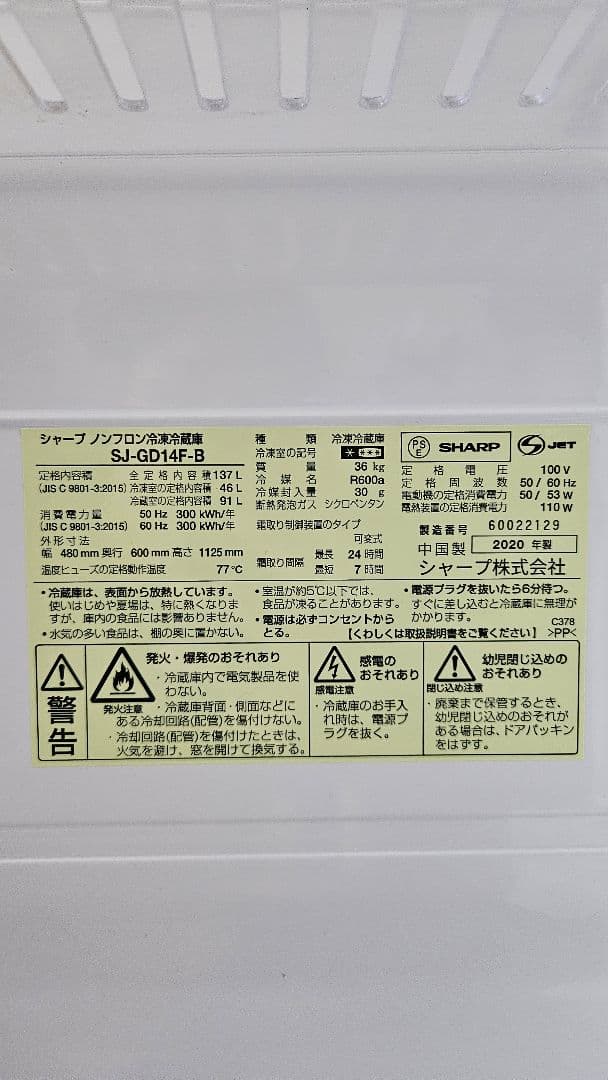 シャープ ノンフロン冷凍冷蔵庫
SJ-GD14F-B
定格内容積 全定格内容積 137 L
(JIS C 9801-3:2015) 冷凍室の定格内容積 46 L
冷蔵室の定格内容積 91 L
消費電力量 50 Hz 300 kWh/年
(JIS C 9801-3:2015) 60 Hz 300 kWh/年
外形寸法
幅 480 mm 奥行 600 mm 高さ 1125 mm
温度ヒューズの定格動作温度 77℃
種類 冷凍冷蔵庫
冷凍室の記号 * ***
質量 36 kg
冷媒名 R600a
冷媒封入量 30 g
断熱発泡ガス シクロペンタン
霜取り制御装置のタイプ
可変式
霜取り間隔 最長 24 時間
最短 7 時間
PSE SHARP S JET
定格電圧 100 V
定格周波数 50 / 60 Hz
電動機の定格消費電力 50 / 53 W
電熱装置の定格消費電力 110 W
製造番号 60022129
中国製 2020 年製
シャープ株式会社
・冷蔵庫は、表面から放熱しています。
使いはじめや夏場は、特に熱くなりま
すが、庫内の食品には影響ありません。
・水気の多い食品は、棚の奥に置かない。
・室温が約5℃以下では、
食品が凍ることがあります。
・電源は必ずコンセントから
とる。
・電源プラグを抜いたら6分待つ。
すぐに差し込むと冷蔵庫に無理が
かかります。
C378
【くわしくは取扱説明書をご覧ください】 >PP<
警告
発火・爆発のおそれあり
発火注意
・冷蔵庫内で電気製品を使
わない。
・冷蔵庫背面・側面などに
ある冷却回路(配管)を傷付けない。
・冷却回路(配管)を傷付けたときは、
火気を避け、窓を開けて換気する。
感電の
おそれあり
感電注意
・冷蔵庫のお手入
れ時は、電源プ
ラグを抜く。
幼児閉じ込めの
おそれあり
閉じ込め注意
・廃棄まで保管するとき、
幼児閉じ込めのおそれが
ある場合は、ドアパッキン
をはずす。